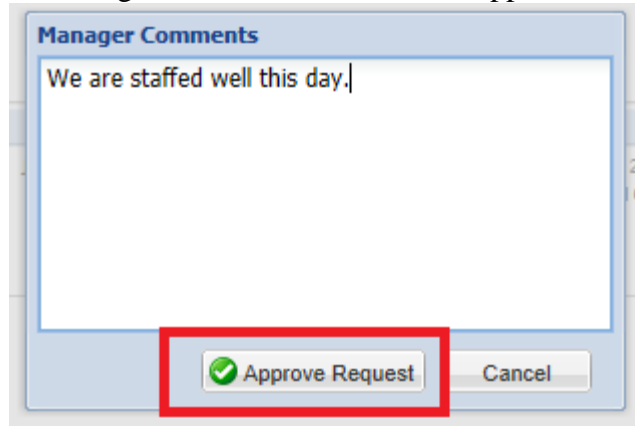 Manager Comments
We are staffed well this day.
Approve Request
Cancel